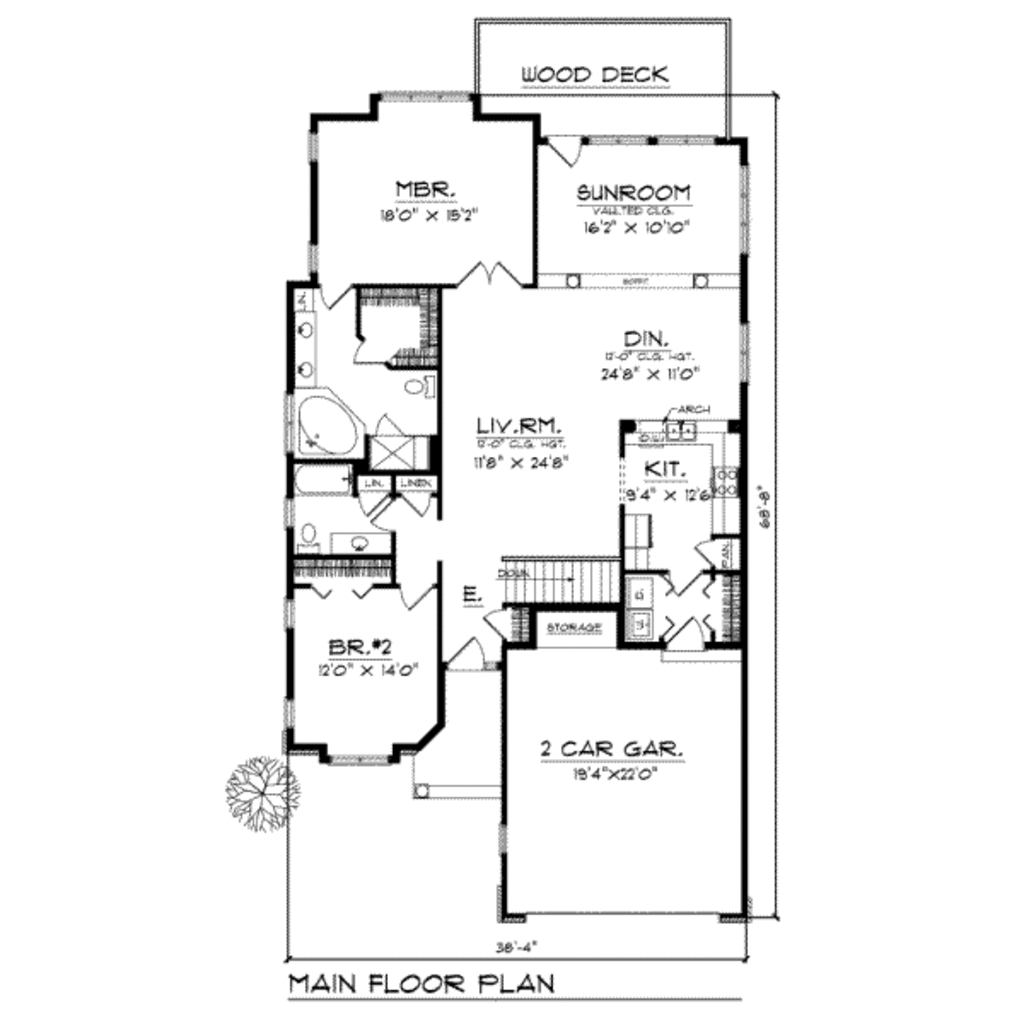 WOOD DECK
MBR.
18'0" X 15'2"
SUNROOM
VAULTED CLG.
16'2" X 10'10"
SOFFIT
LIN.
DIN.
12'-0" CLG. HGT.
24'8" X 11'0"
ARCH
LIV.RM.
12'-0" CLG. HGT.
11'8" X 24'8"
D.W.
KIT.
9'4" X 12'6
LIN.
LINEN
68'-8"
PAN.
DOWN
E.
D
W
STORAGE
BR.#2
12'0" X 14'0"
2 CAR GAR.
19'4"X22'0"
38'-4"
MAIN FLOOR PLAN